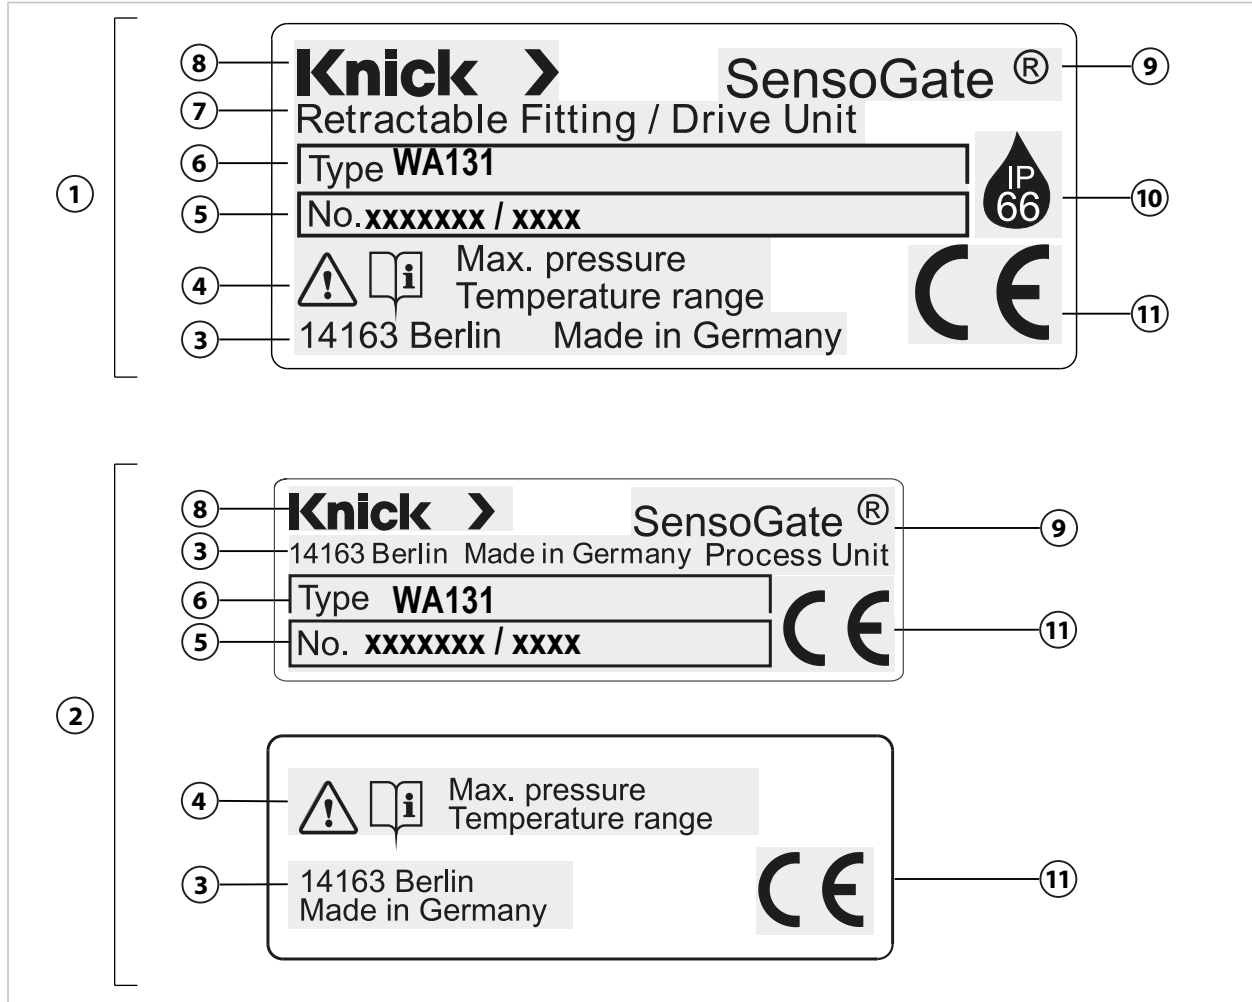 1
8 Knick > SensoGate ® 9
7 Retractable Fitting / Drive Unit
6 Type WA131
IP
66
10
5 No. xxxxxxx / xxxx
4 ! i Max. pressure
Temperature range
CE 11
3 14163 Berlin Made in Germany
2
8 Knick > SensoGate ® 9
3 14163 Berlin Made in Germany Process Unit
6 Type WA131
CE 11
5 No. xxxxxxx / xxxx
4 ! i Max. pressure
Temperature range
3 14163 Berlin
Made in Germany
CE 11